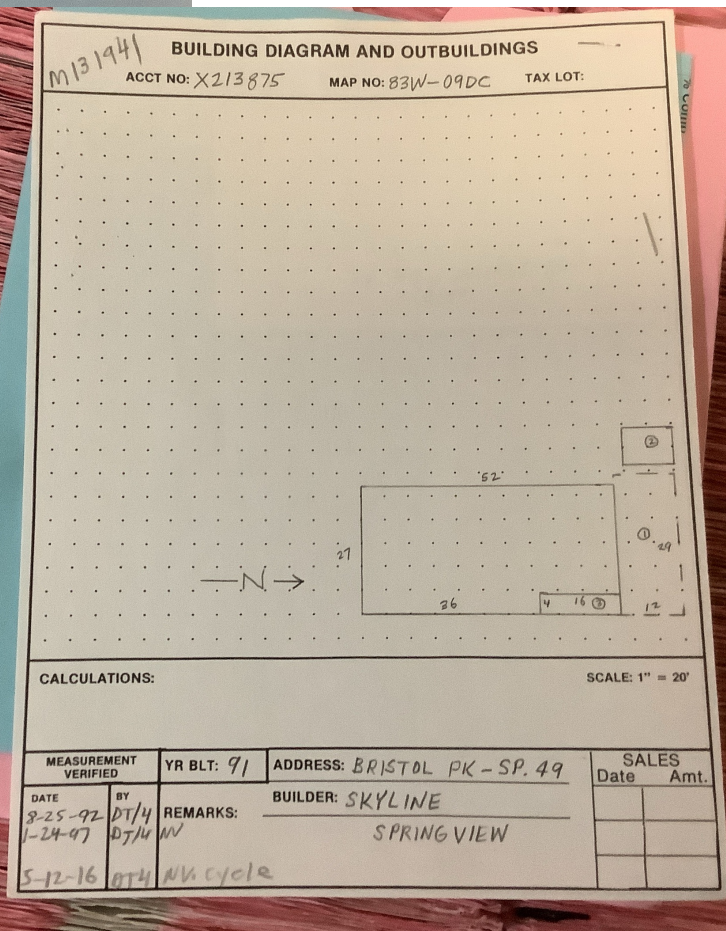 M131941
BUILDING DIAGRAM AND OUTBUILDINGS
ACCT NO: X213875 MAP NO: 83W-09DC TAX LOT:
②
52'
①
29
27
N
36 4 16 ③ 12
CALCULATIONS: SCALE: 1" = 20'
MEASUREMENT VERIFIED
YR BLT: 91
ADDRESS: BRISTOL PK - SP. 49
SALES
Date Amt.
DATE BY
BUILDER: SKYLINE
8-25-92 DT/4 REMARKS:
1-24-97 DT/4 NV SPRINGVIEW
5-12-16 DT4 NV. cycle